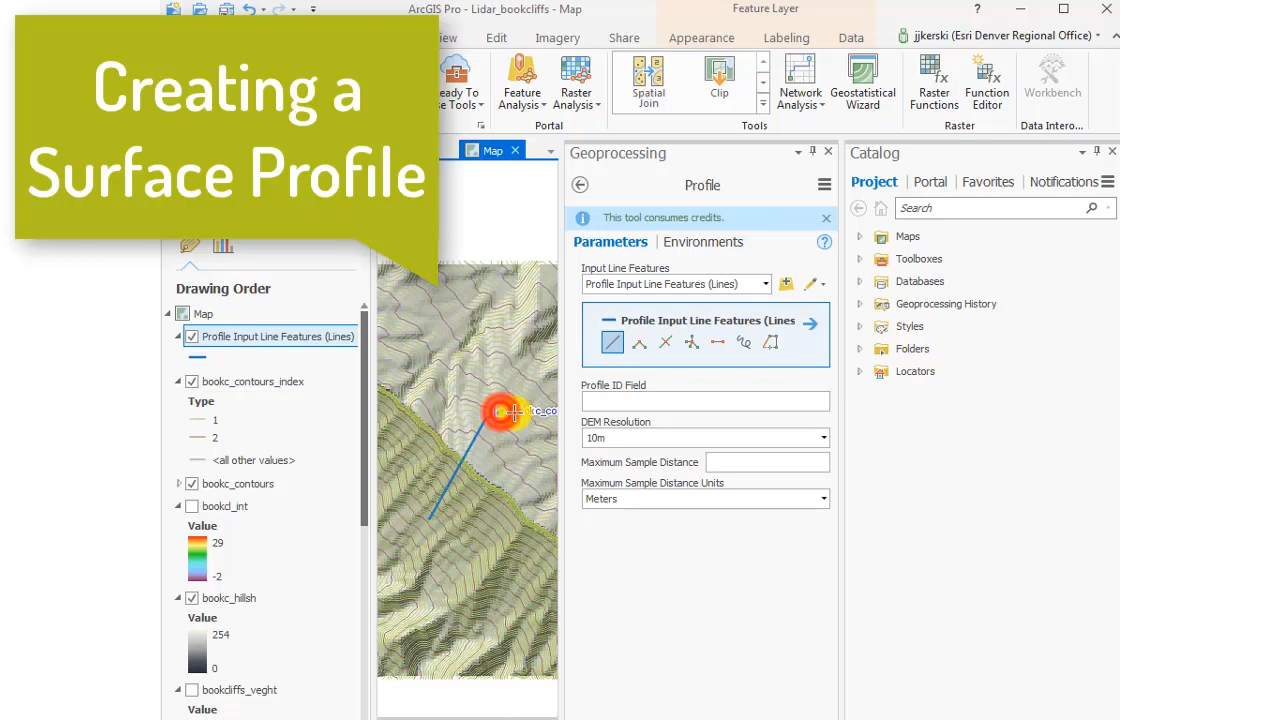 ArcGIS Pro - Lidar_bookcliffs - Map
Feature Layer
?
Creating a
Surface Profile
Edit
Imagery
Share
Appearance
Labeling
Data
jjkerski (Esri Denver Regional Office)
Feature
Analysis
Raster
Analysis
Spatial
Join
Clip
Network
Analysis
Geostatistical
Wizard
Raster
Functions
Function
Editor
Workbench
Portal
Tools
Raster
Data Intero...
Map
Geoprocessing
Profile
This tool consumes credits.
Parameters
Environments
?
Input Line Features
Profile Input Line Features (Lines)
Profile Input Line Features (Lines
Profile ID Field
DEM Resolution
10m
Maximum Sample Distance
Maximum Sample Distance Units
Meters
Catalog
Project
Portal
Favorites
Notifications
Search
Maps
Toolboxes
Databases
Geoprocessing History
Styles
Folders
Locators
Drawing Order
Map
Profile Input Line Features (Lines)
bookc_contours_index
Type
1
2
<all other values>
bookc_contours
bookcl_int
Value
29
-2
bookc_hillsh
Value
254
0
bookcliffs_veght
Value